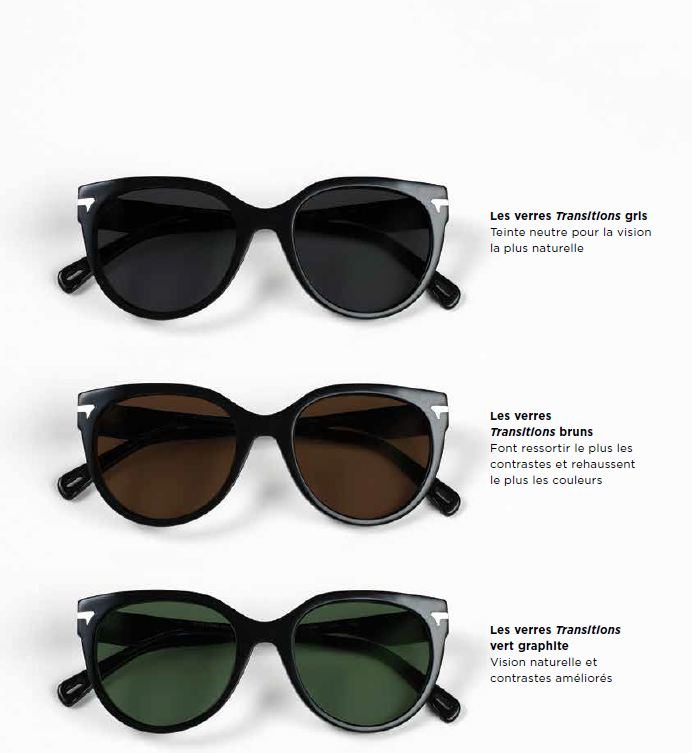 Les verres Transitions gris
Teinte neutre pour la vision
la plus naturelle
Les verres
Transitions bruns
Font ressortir le plus les
contrastes et rehaussent
le plus les couleurs
Les verres Transitions
vert graphite
Vision naturelle et
contrastes améliorés